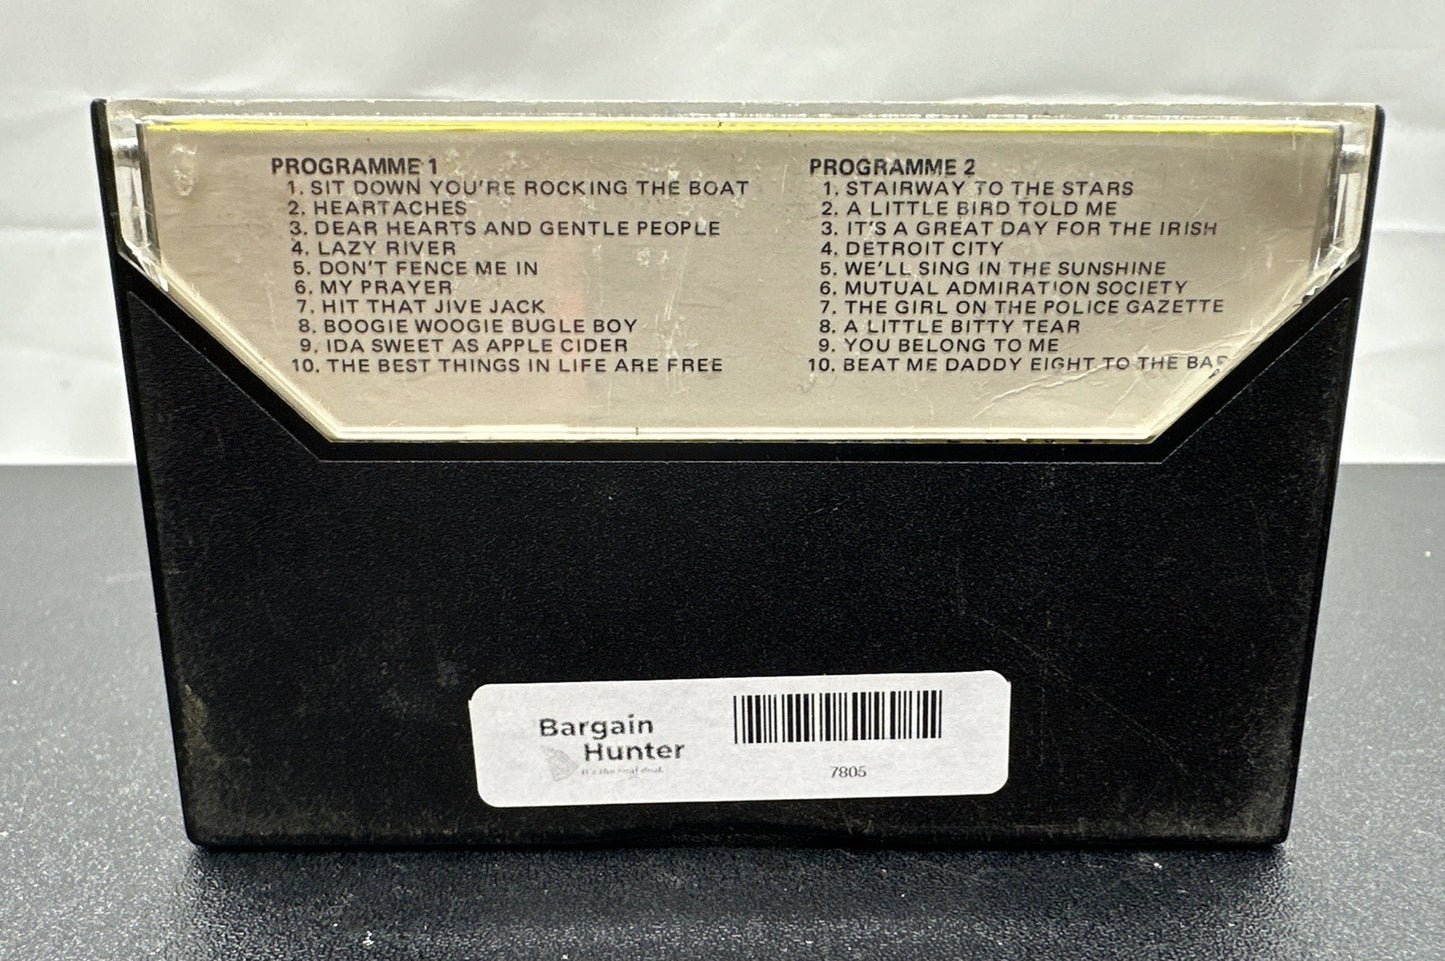 PROGRAMME 1
1. SIT DOWN YOU'RE ROCKING THE BOAT
2. HEARTACHES
3. DEAR HEARTS AND GENTLE PEOPLE
4. LAZY RIVER
5. DON'T FENCE ME IN
6. MY PRAYER
7. HIT THAT JIVE JACK
8. BOOGIE WOOGIE BUGLE BOY
9. IDA SWEET AS APPLE CIDER
10. THE BEST THINGS IN LIFE ARE FREE
PROGRAMME 2
1. STAIRWAY TO THE STARS
2. A LITTLE BIRD TOLD ME
3. IT'S A GREAT DAY FOR THE IRISH
4. DETROIT CITY
5. WE'LL SING IN THE SUNSHINE
6. MUTUAL ADMIRATION SOCIETY
7. THE GIRL ON THE POLICE GAZETTE
8. A LITTLE BITTY TEAR
9. YOU BELONG TO ME
10. BEAT ME DADDY EIGHT TO THE BAR
Bargain
Hunter
It's the real deal.
7805